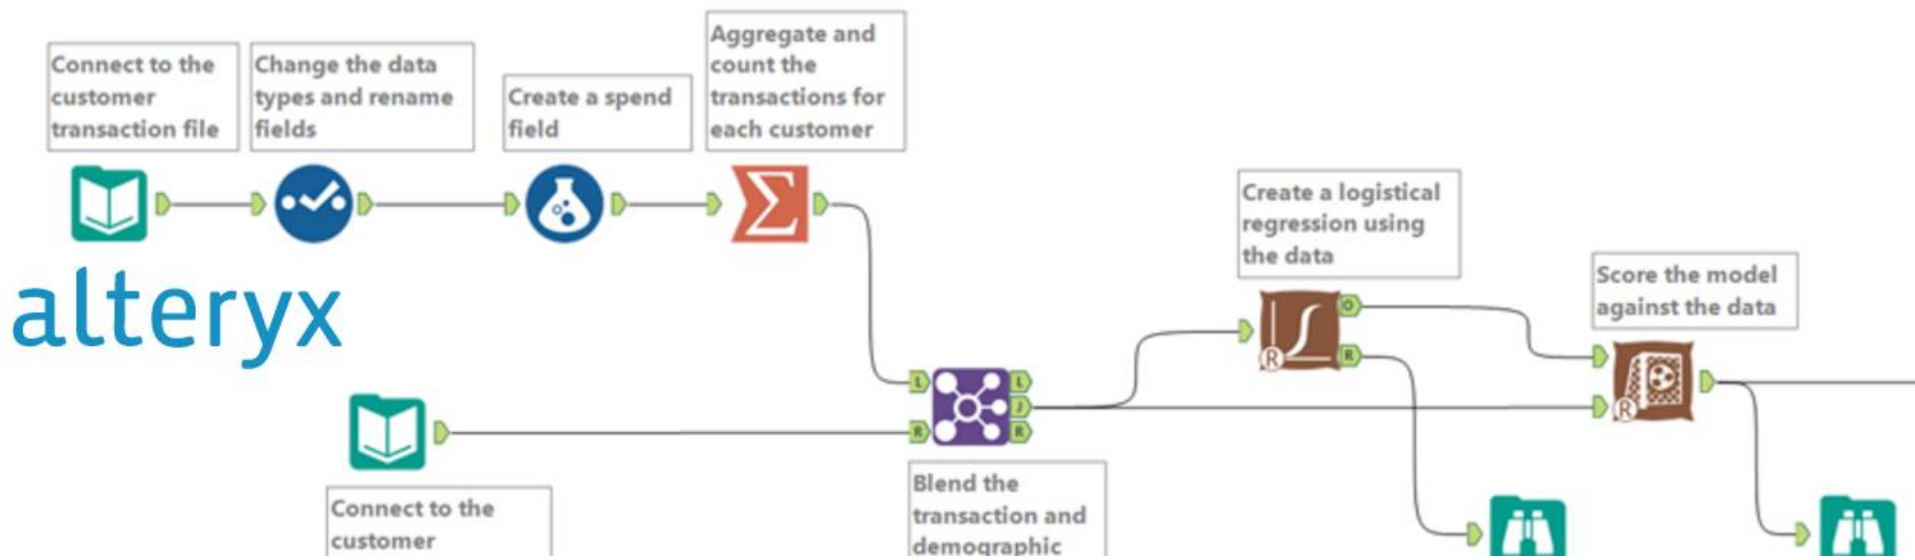 Connect to the
customer
transaction file
Change the data
types and rename
fields
Create a spend
field
Aggregate and
count the
transactions for
each customer
alteryx
Create a logistical
regression using
the data
O
R
R
Score the model
against the data
R
L
R
L
J
R
Connect to the
customer
Blend the
transaction and
demographic